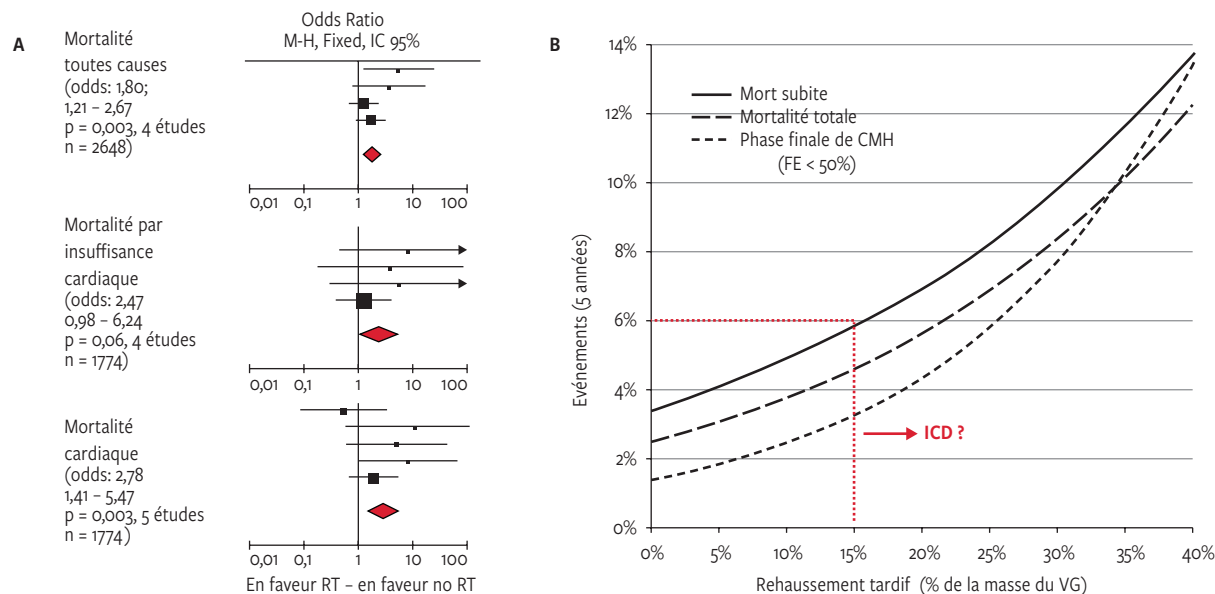 A
Mortalité
toutes causes
(odds: 1,80;
1,21 – 2,67
p = 0,003, 4 études
n = 2648)
Odds Ratio
M-H, Fixed, IC 95%
0,01 0,1 1 10 100
Mortalité par
insuffisance
cardiaque
(odds: 2,47
0,98 – 6,24
p = 0,06, 4 études
n = 1774)
0,01 0,1 1 10 100
Mortalité
cardiaque
(odds: 2,78
1,41 – 5,47
p = 0,003, 5 études
n = 1774)
0,01 0,1 1 10 100
En faveur RT – en faveur no RT
B
Evénements (5 années)
14%
12%
10%
8%
6%
4%
2%
0%
Mort subite
Mortalité totale
Phase finale de CMH
(FE < 50%)
ICD ?
0% 5% 10% 15% 20% 25% 30% 35% 40%
Rehaussement tardif (% de la masse du VG)